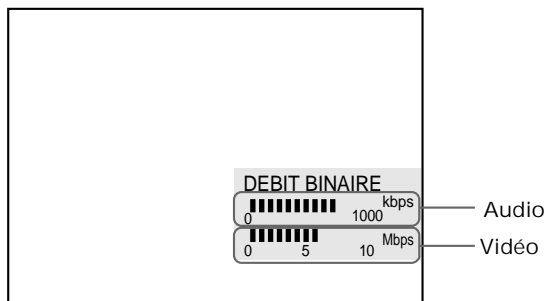 DEBIT BINAIRE
kbps
0 1000
Audio
Mbps
0 5 10
Vidéo